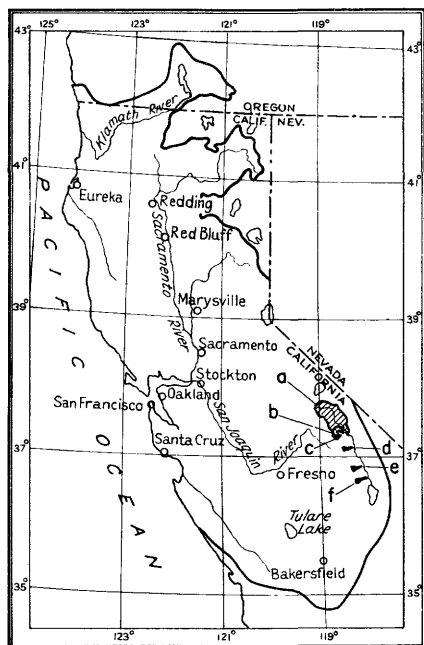 125° 123° 121° 119°
43° 43°
OREGON
CALIF. NEV.
Klamath River
41° 41°
Eureka
Redding
Red Bluff
Sacramento River
Marysville
39° 39°
Sacramento
Stockton
NEVADA
CALIFORNIA
a
b
San Francisco
Oakland
San Joaquin River
Santa Cruz
c
d
e
f
37° 37°
Fresno
Tulare Lake
Bakersfield
PACIFIC OCEAN
35° 35°
123° 121° 119°